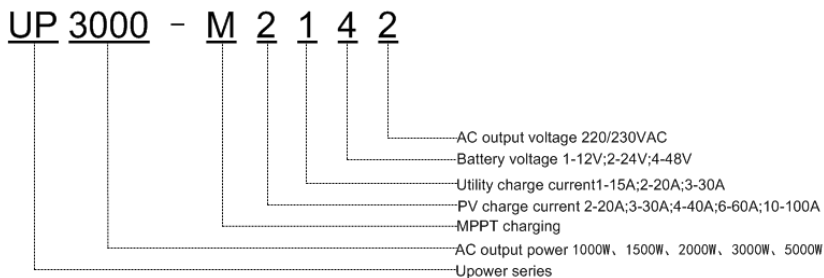 UP 3000 - M 2 1 4 2
AC output voltage 220/230VAC
Battery voltage 1-12V;2-24V;4-48V
Utility charge current1-15A;2-20A;3-30A
PV charge current 2-20A;3-30A;4-40A;6-60A;10-100A
MPPT charging
AC output power 1000W、1500W、2000W、3000W、5000W
Upower series